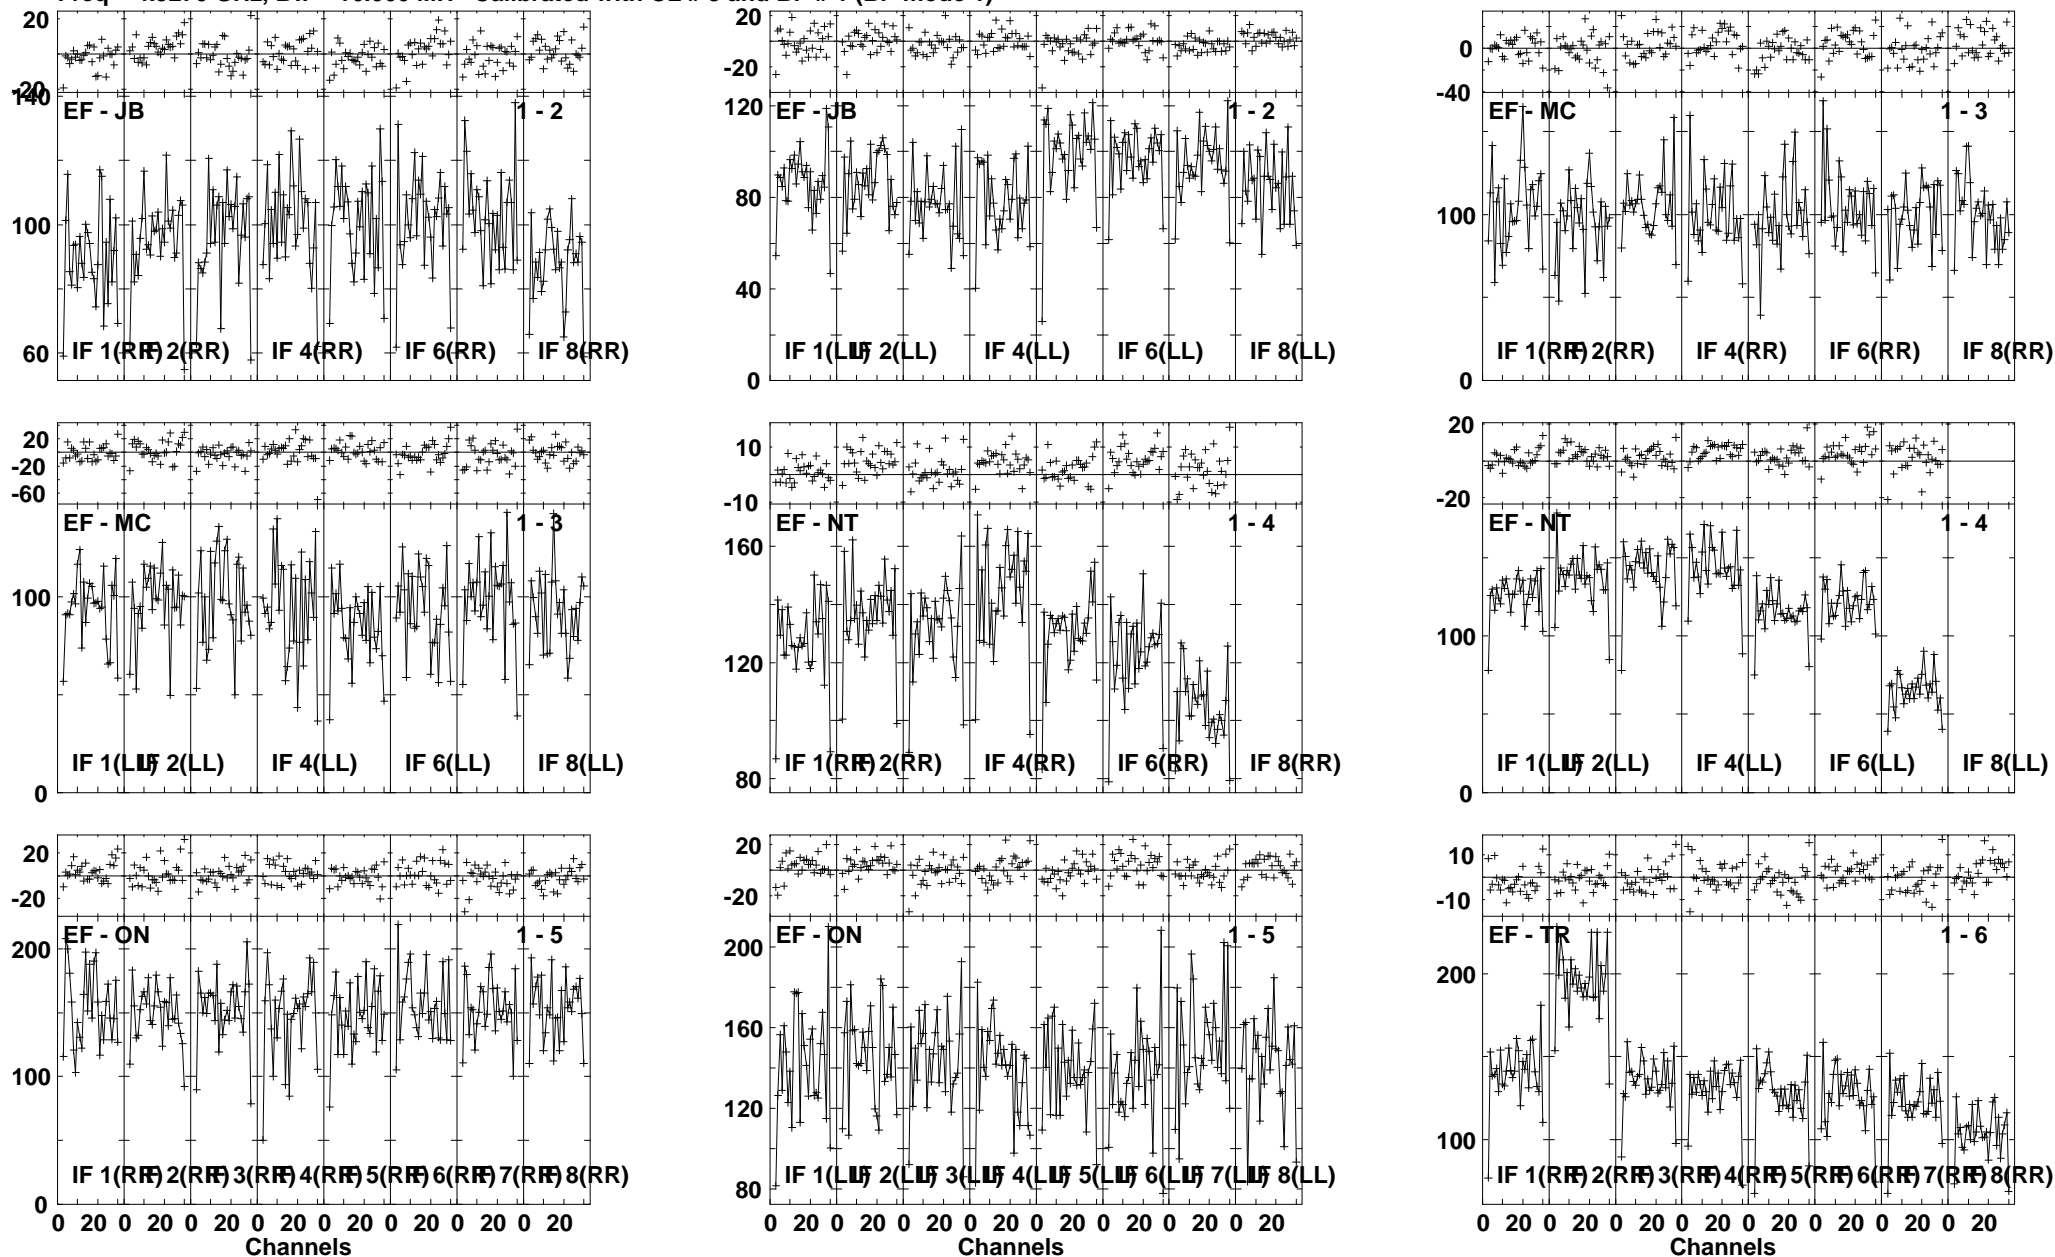 20
-20
140
EF - JB 1 - 2
100
60
IF 1(RR) IF 2(RR) IF 4(RR) IF 6(RR) IF 8(RR)
20
-20
120
EF - JB 1 - 2
80
40
0
IF 1(LL) IF 2(LL) IF 4(LL) IF 6(LL) IF 8(LL)
0
-40
EF - MC 1 - 3
100
0
IF 1(RR) IF 2(RR) IF 4(RR) IF 6(RR) IF 8(RR)
20
-20
-60
EF - MC 1 - 3
100
0
IF 1(LL) IF 2(LL) IF 4(LL) IF 6(LL) IF 8(LL)
10
-10
EF - NT 1 - 4
160
120
80
IF 1(RR) IF 2(RR) IF 4(RR) IF 6(RR) IF 8(RR)
20
-20
EF - NT 1 - 4
100
0
IF 1(LL) IF 2(LL) IF 4(LL) IF 6(LL) IF 8(LL)
20
-20
EF - ON 1 - 5
200
100
0
IF 1(RR) IF 2(RR) IF 3(RR) IF 4(RR) IF 5(RR) IF 6(RR) IF 7(RR) IF 8(RR)
0 20 0 20 0 20 0 20 0 20 0 20 0 20 0 20
Channels
20
-20
EF - ON 1 - 5
200
160
120
80
IF 1(LL) IF 2(LL) IF 3(LL) IF 4(LL) IF 5(LL) IF 6(LL) IF 7(LL) IF 8(LL)
0 20 0 20 0 20 0 20 0 20 0 20 0 20 0 20
Channels
10
-10
EF - TR 1 - 6
200
100
IF 1(RR) IF 2(RR) IF 3(RR) IF 4(RR) IF 5(RR) IF 6(RR) IF 7(RR) IF 8(RR)
0 20 0 20 0 20 0 20 0 20 0 20 0 20 0 20
Channels